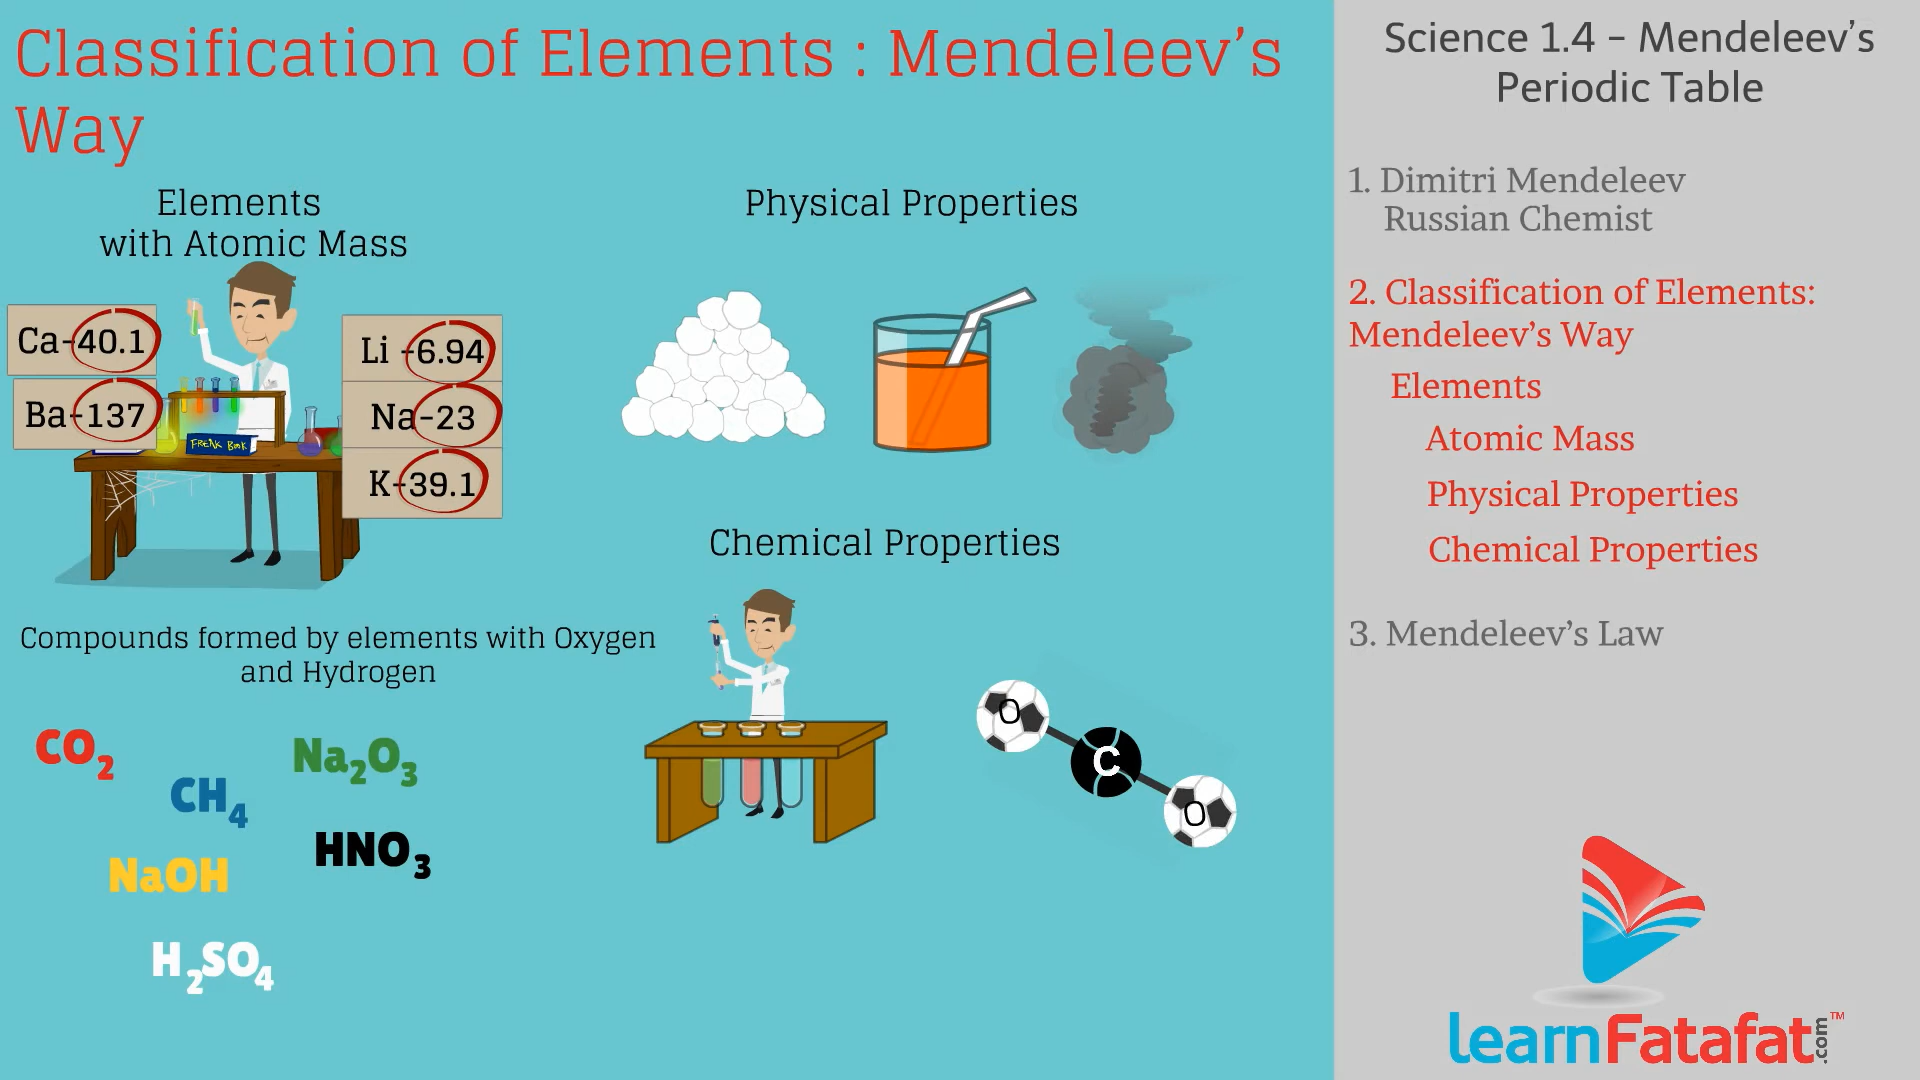 Classification of Elements : Mendeleev's
Way
Elements
with Atomic Mass
Ca-40.1
Ba-137
Li -6.94
Na-23
K-39.1
FREAK BOOK
Physical Properties
Chemical Properties
O
C
O
Compounds formed by elements with Oxygen
and Hydrogen
CO₂
Na₂O₃
CH₄
HNO₃
NaOH
H₂SO₄
Science 1.4 – Mendeleev's
Periodic Table
1. Dimitri Mendeleev
Russian Chemist
2. Classification of Elements:
Mendeleev's Way
Elements
Atomic Mass
Physical Properties
Chemical Properties
3. Mendeleev's Law
learnFatafat.com™